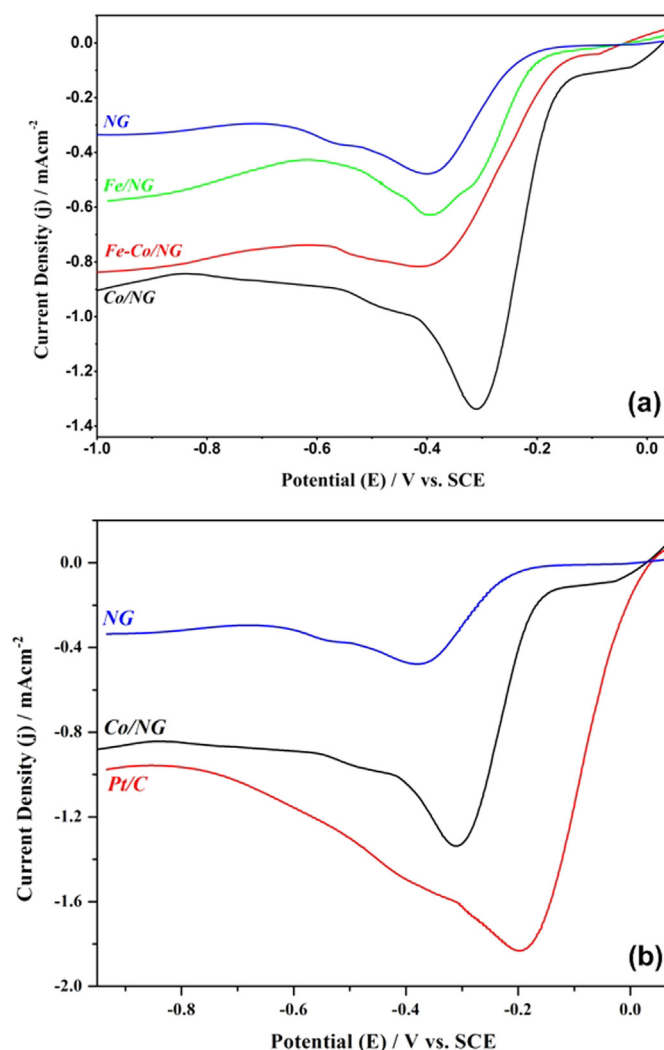 0.0
-0.2
-0.4
-0.6
-0.8
-1.0
-1.2
-1.4
Current Density (j) / mAcm-2
NG
Fe/NG
Fe-Co/NG
Co/NG
(a)
-1.0 -0.8 -0.6 -0.4 -0.2 0.0
Potential (E) / V vs. SCE
0.0
-0.4
-0.8
-1.2
-1.6
-2.0
Current Density (j) / mAcm-2
NG
Co/NG
Pt/C
(b)
-0.8 -0.6 -0.4 -0.2 0.0
Potential (E) / V vs. SCE